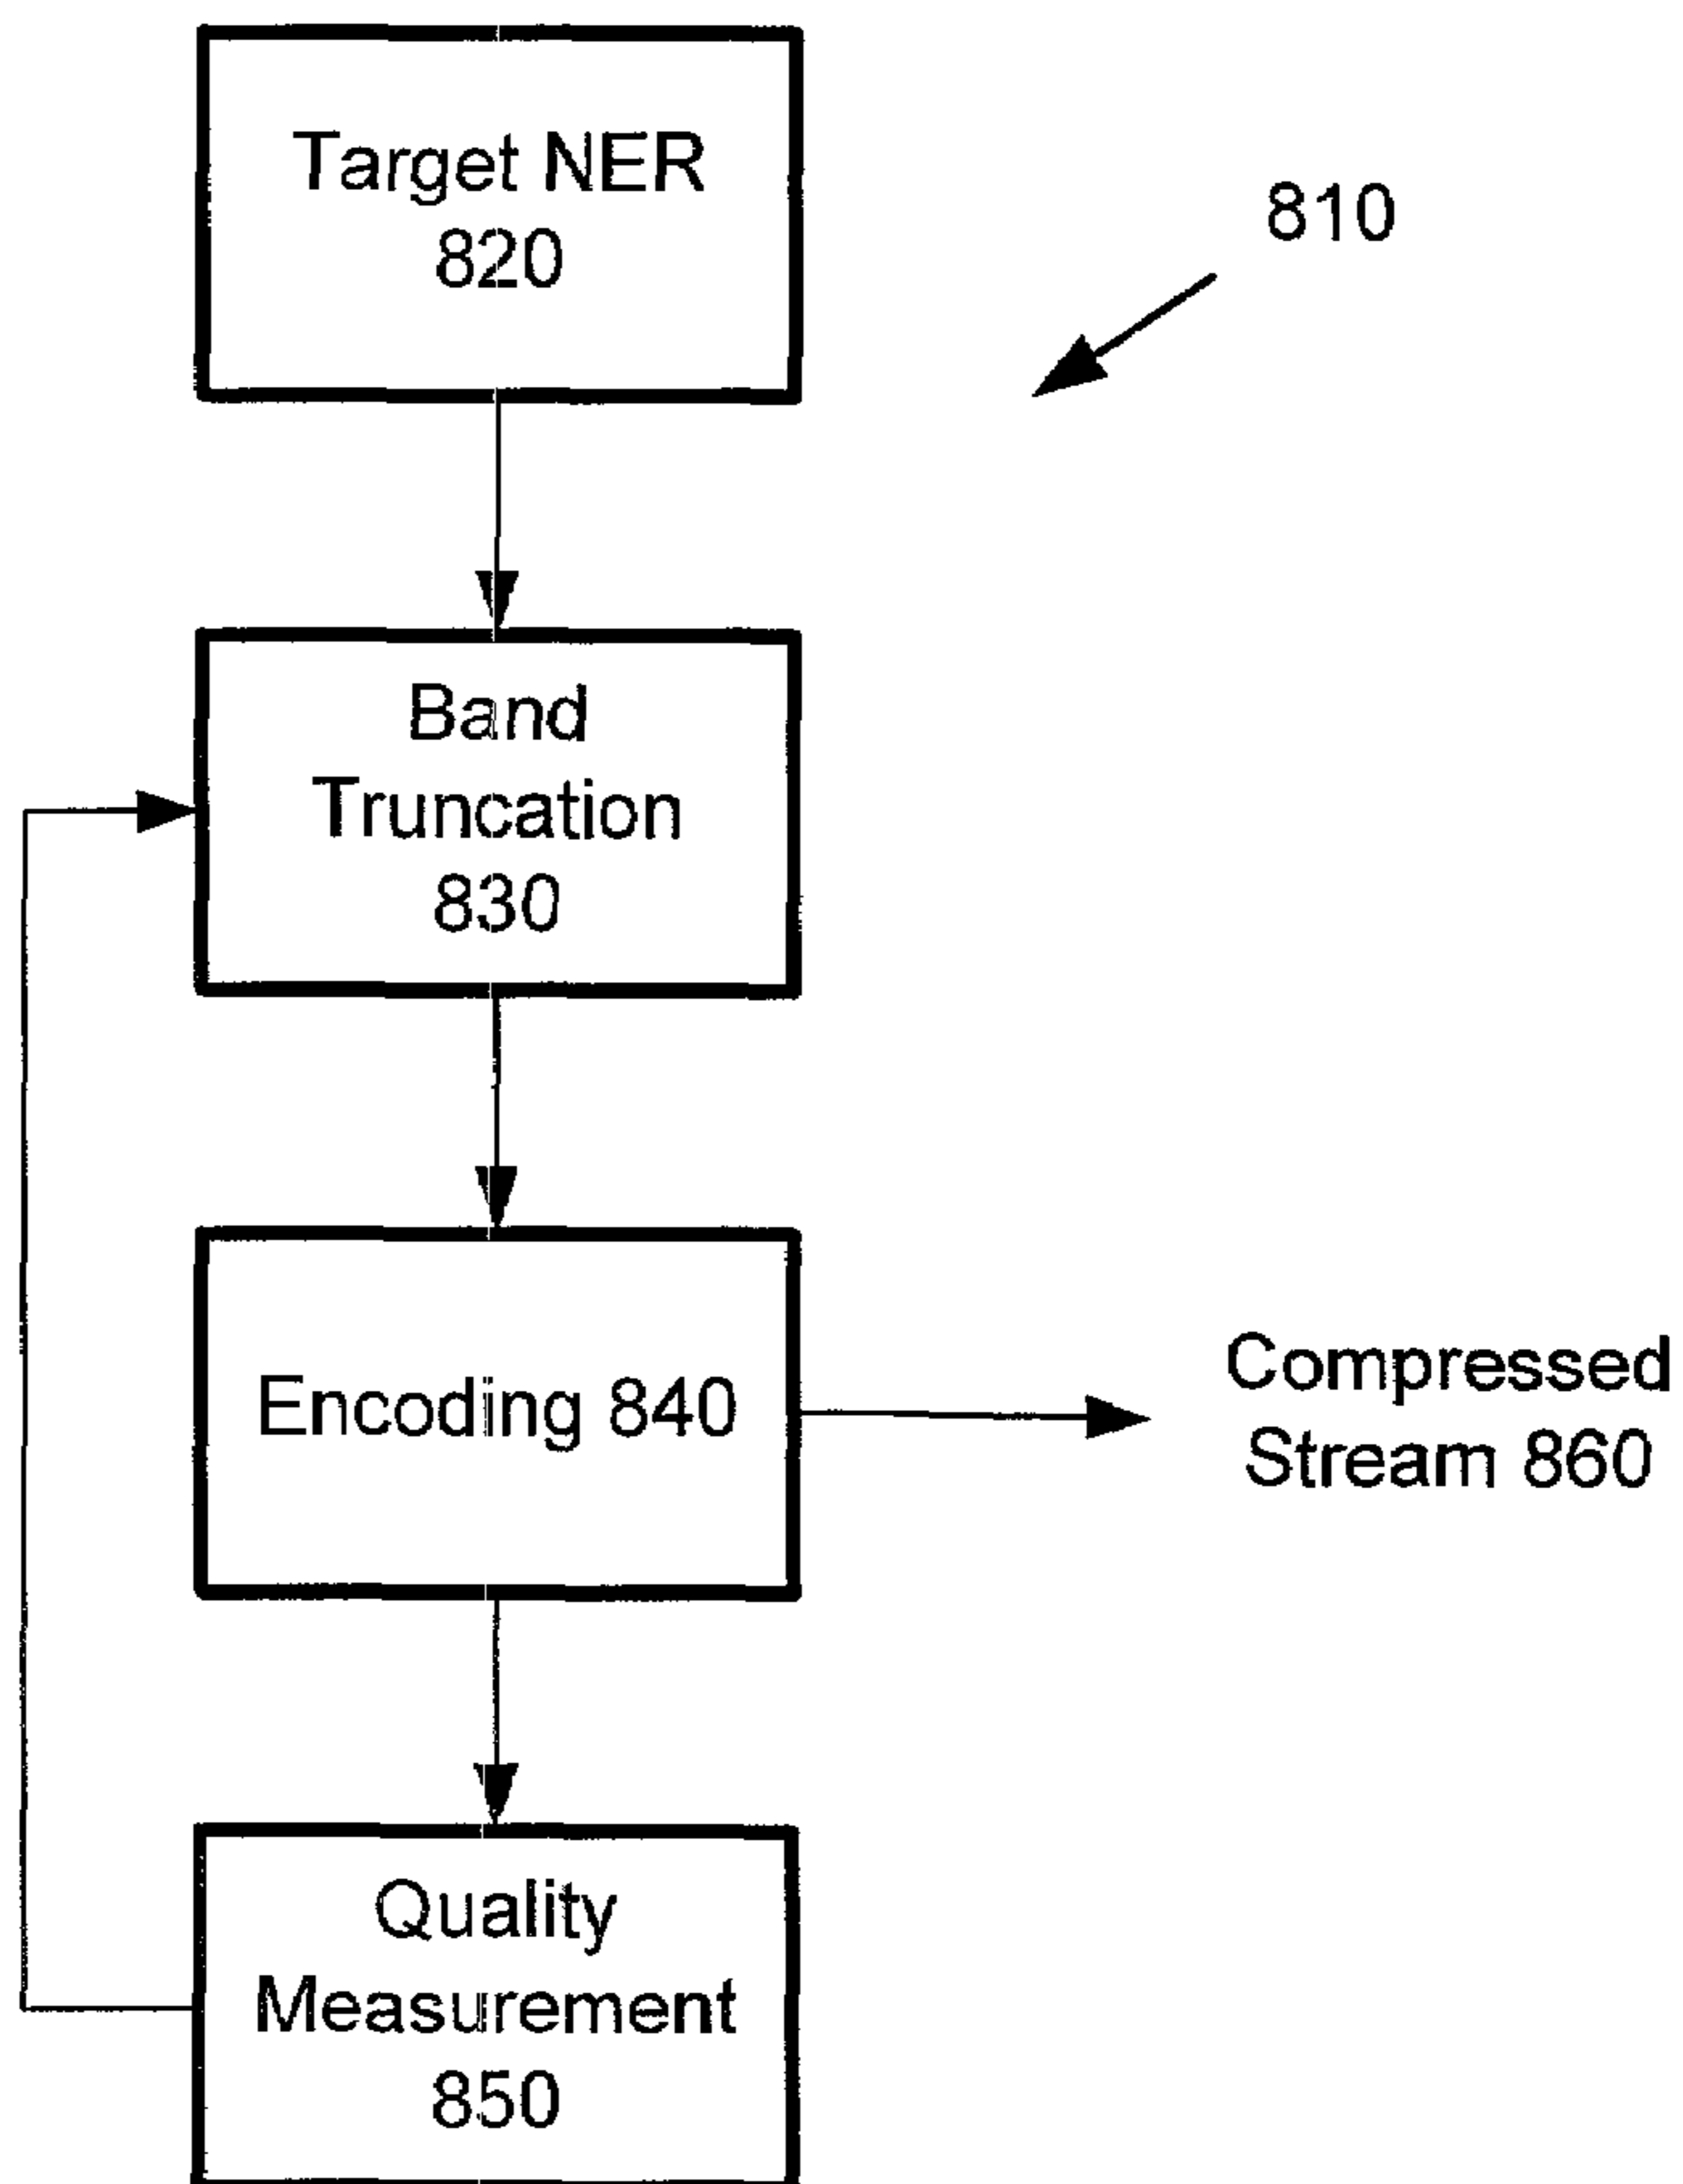 Target NER
820
810
Band
Truncation
830
Encoding 840
Compressed
Stream 860
Quality
Measurement
850